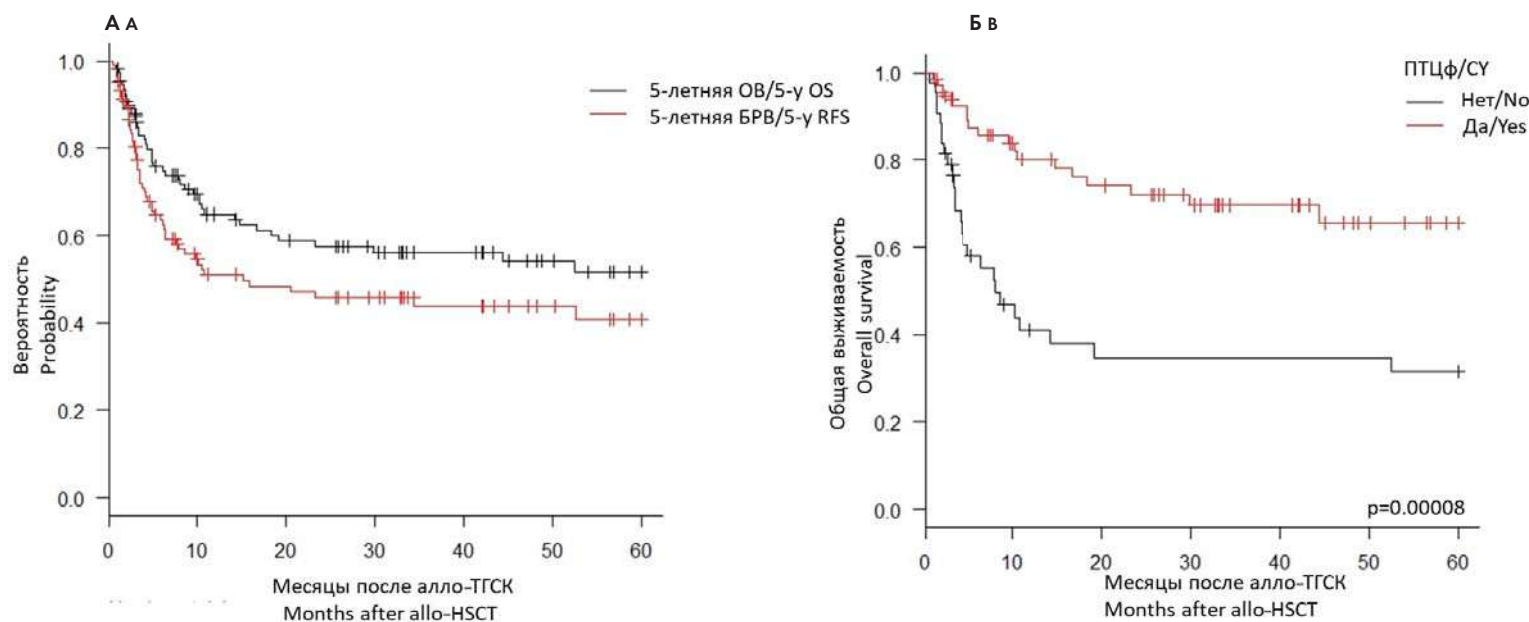 А A
1.0
0.8
0.6
0.4
0.2
0.0
Вероятность
Probability
5-летняя ОВ/5-y OS
5-летняя БРВ/5-y RFS
0 10 20 30 40 50 60
Месяцы после алло-ТГСК
Months after allo-HSCT
Б B
1.0
0.8
0.6
0.4
0.2
0.0
Общая выживаемость
Overall survival
ПТЦф/CY
Нет/No
Да/Yes
p=0.00008
0 10 20 30 40 50 60
Месяцы после алло-ТГСК
Months after allo-HSCT